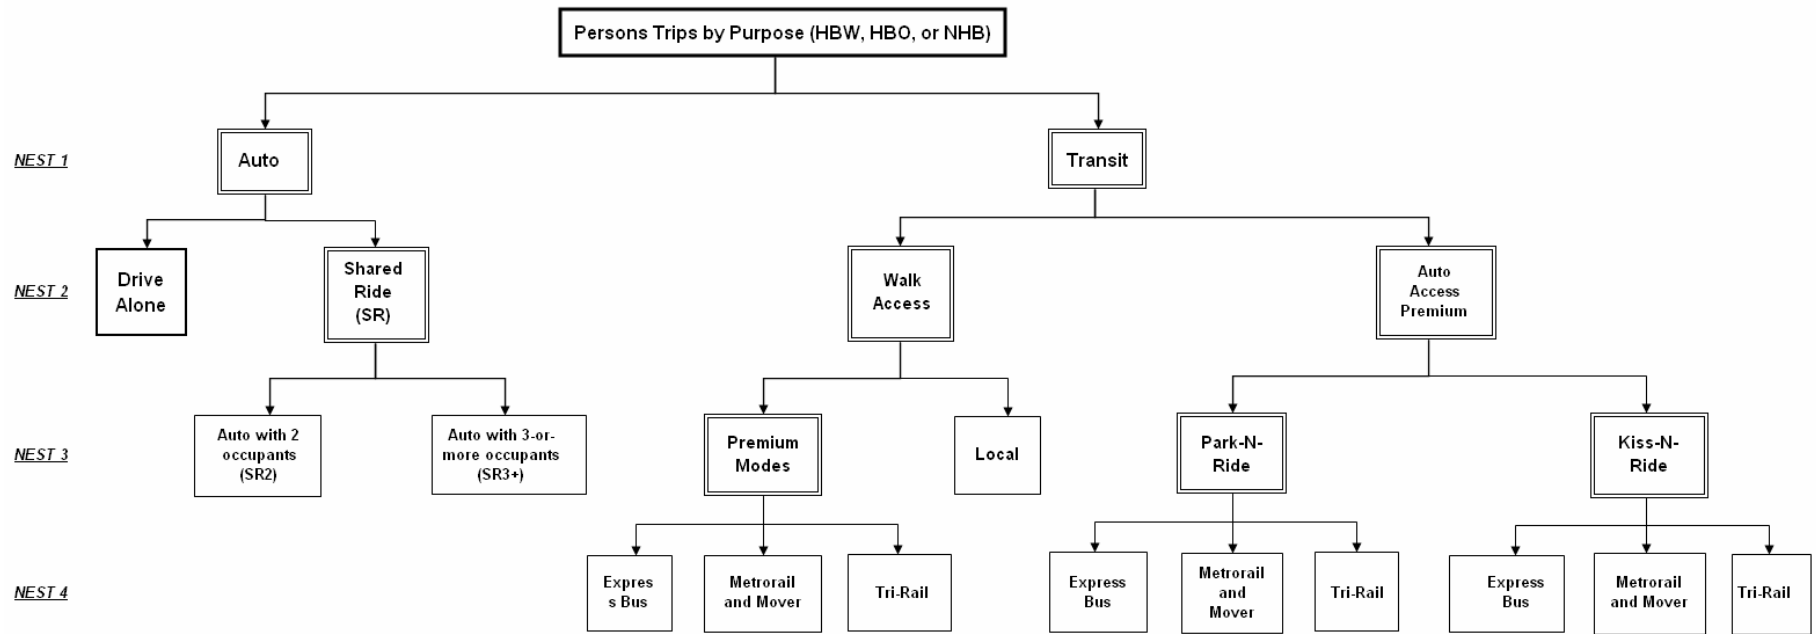 Persons Trips by Purpose (HBW, HBO, or NHB)
NEST 1
Auto
Transit
NEST 2
Drive
Alone
Shared
Ride
(SR)
Walk
Access
Auto
Access
Premium
NEST 3
Auto with 2
occupants
(SR2)
Auto with 3-or-
more occupants
(SR3+)
Premium
Modes
Local
Park-N-
Ride
Kiss-N-
Ride
NEST 4
Expres
s Bus
Metrorail
and Mover
Tri-Rail
Express
Bus
Metrorail
and
Mover
Tri-Rail
Express
Bus
Metrorail
and Mover
Tri-Rail